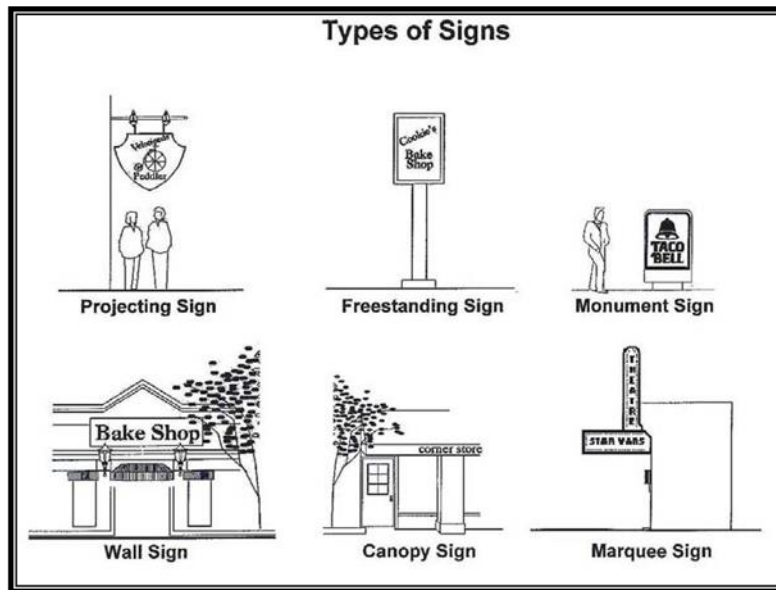 Types of Signs
Velocipede
Peddler
Projecting Sign
Cookie's
Bake
Shop
Freestanding Sign
TACO
BELL
Monument Sign
Bake Shop
Wall Sign
corner store
Canopy Sign
THEATRE
STAR WARS
Marquee Sign